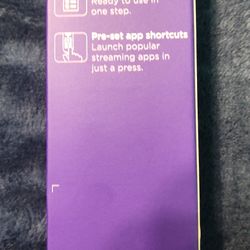 Ready to use in
one step.
Pre-set app shortcuts
Launch popular
streaming apps in
just a press.